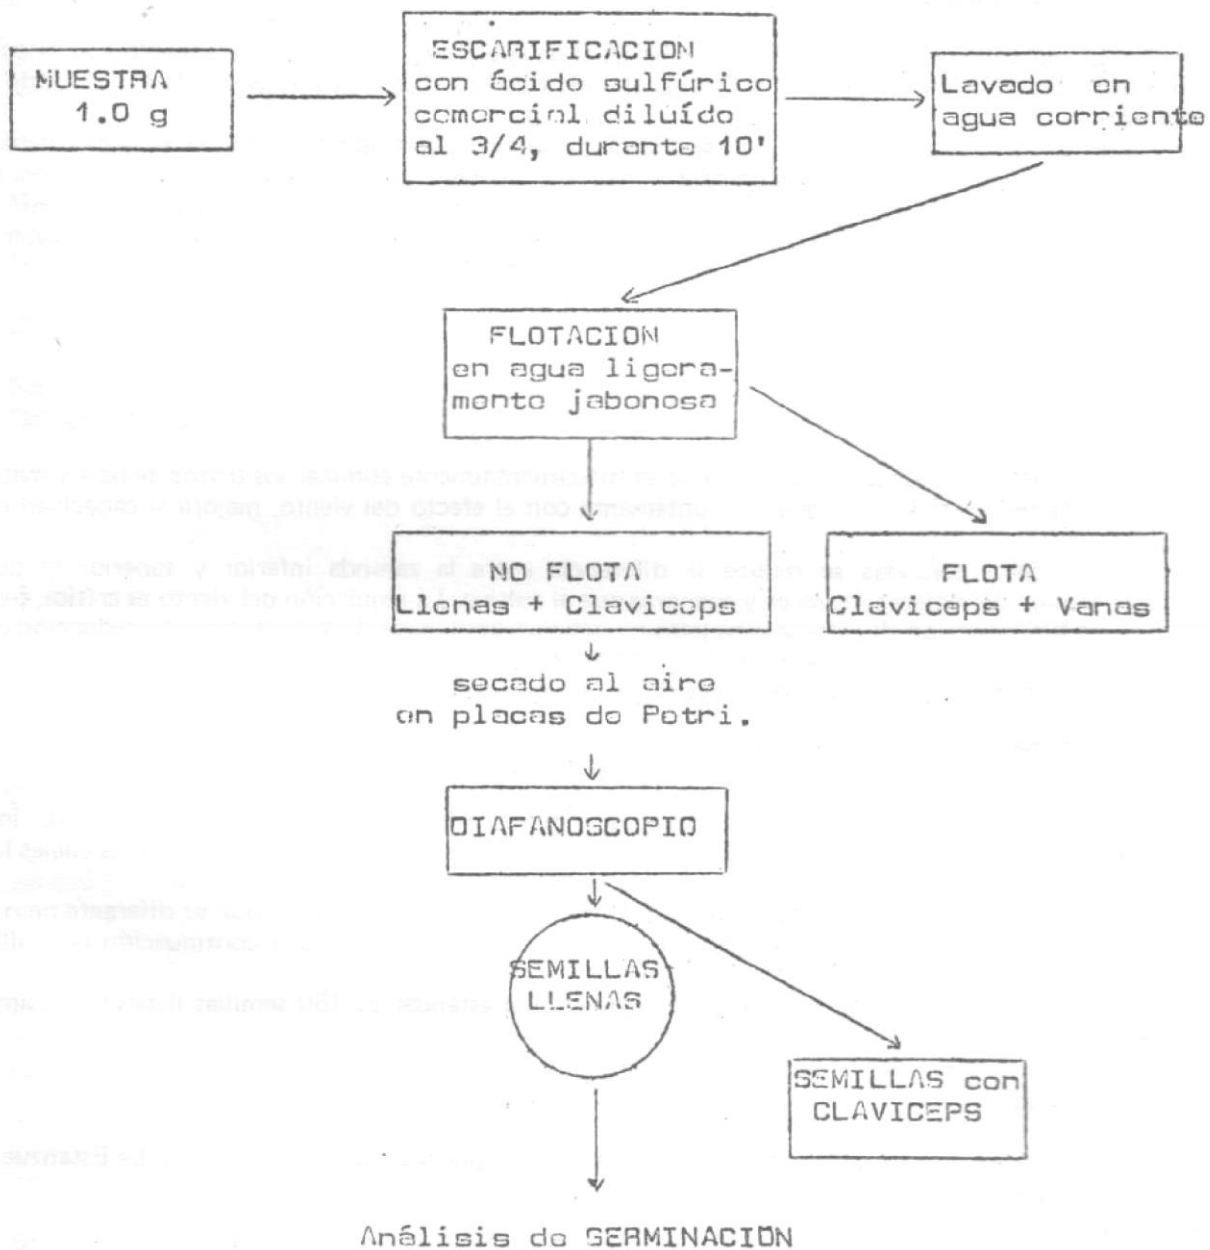 MUESTRA
1.0 g
ESCARIFICACION
con ácido sulfúrico
comercial diluído
al 3/4, durante 10'
Lavado en
agua corriente
FLOTACION
en agua ligera-
mente jabonosa
NO FLOTA
Llenas + Claviceps
FLOTA
Claviceps + Vanas
secado al aire
en placas de Petri.
DIAFANOSCOPIO
SEMILLAS
LLENAS
SEMILLAS con
CLAVICEPS
Análisis de GERMINACION